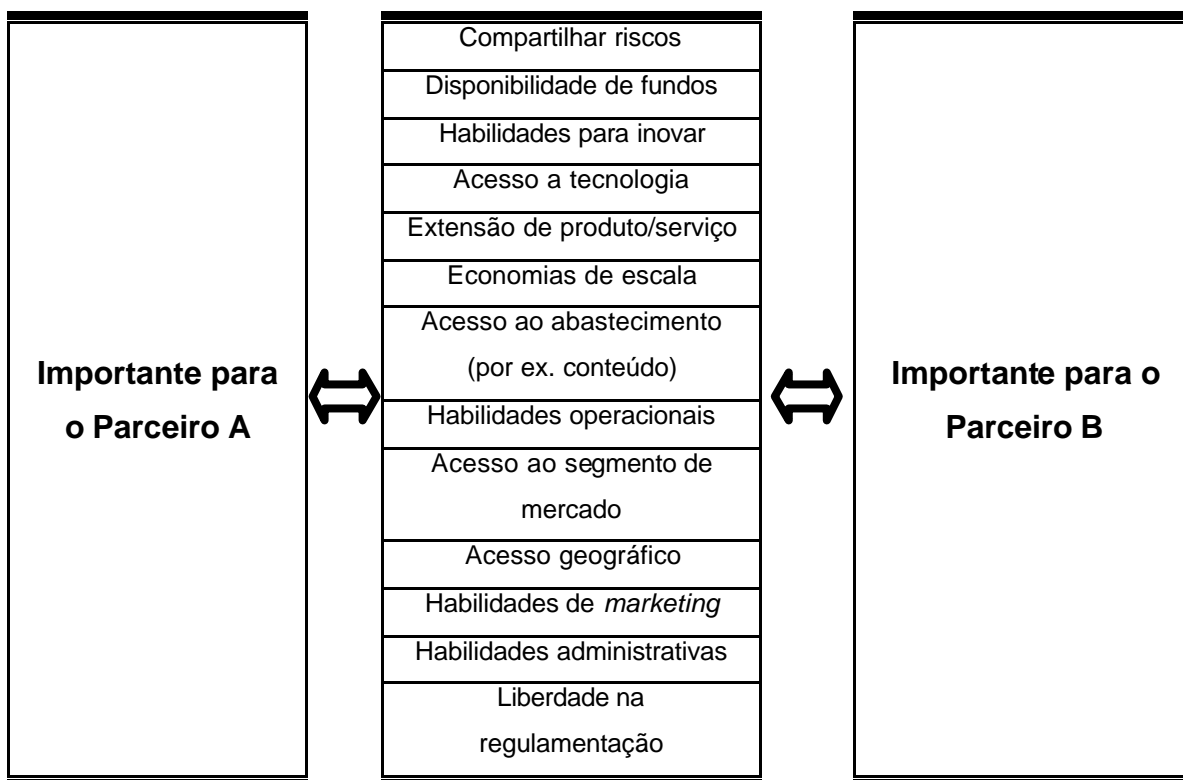 Importante para
o Parceiro A
Compartilhar riscos
Disponibilidade de fundos
Habilidades para inovar
Acesso a tecnologia
Extensão de produto/serviço
Economias de escala
Acesso ao abastecimento
(por ex. conteúdo)
Habilidades operacionais
Acesso ao segmento de
mercado
Acesso geográfico
Habilidades de marketing
Habilidades administrativas
Liberdade na
regulamentação
Importante para o
Parceiro B